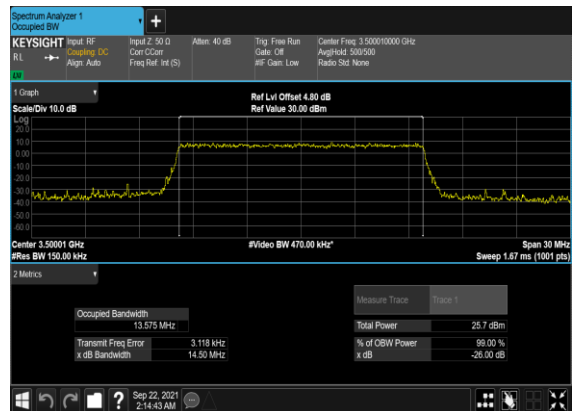 Spectrum Analyzer 1
Occupied BW
+
KEYSIGHT Input: RF Input Z: 50 Ω Atten: 40 dB Trig: Free Run Center Freq: 3.500010000 GHz
RL Coupling: DC Corr CCorr Gate: Off Avg|Hold: 500/500
Align: Auto Freq Ref: Int (S) #IF Gain: Low Radio Std: None
LW
1 Graph Ref Lvl Offset 4.80 dB
Scale/Div 10.0 dB Ref Value 30.00 dBm
Log
20.0
10.0
0.00
-10.0
-20.0
-30.0
-40.0
-50.0
-60.0
Center 3.50001 GHz #Video BW 470.00 kHz* Span 30 MHz
#Res BW 150.00 kHz Sweep 1.67 ms (1001 pts)
2 Metrics
Measure Trace Trace 1
Occupied Bandwidth
13.575 MHz Total Power 25.7 dBm
Transmit Freq Error 3.118 kHz % of OBW Power 99.00 %
x dB Bandwidth 14.50 MHz x dB -26.00 dB
? Sep 22, 2021
2:14:43 AM